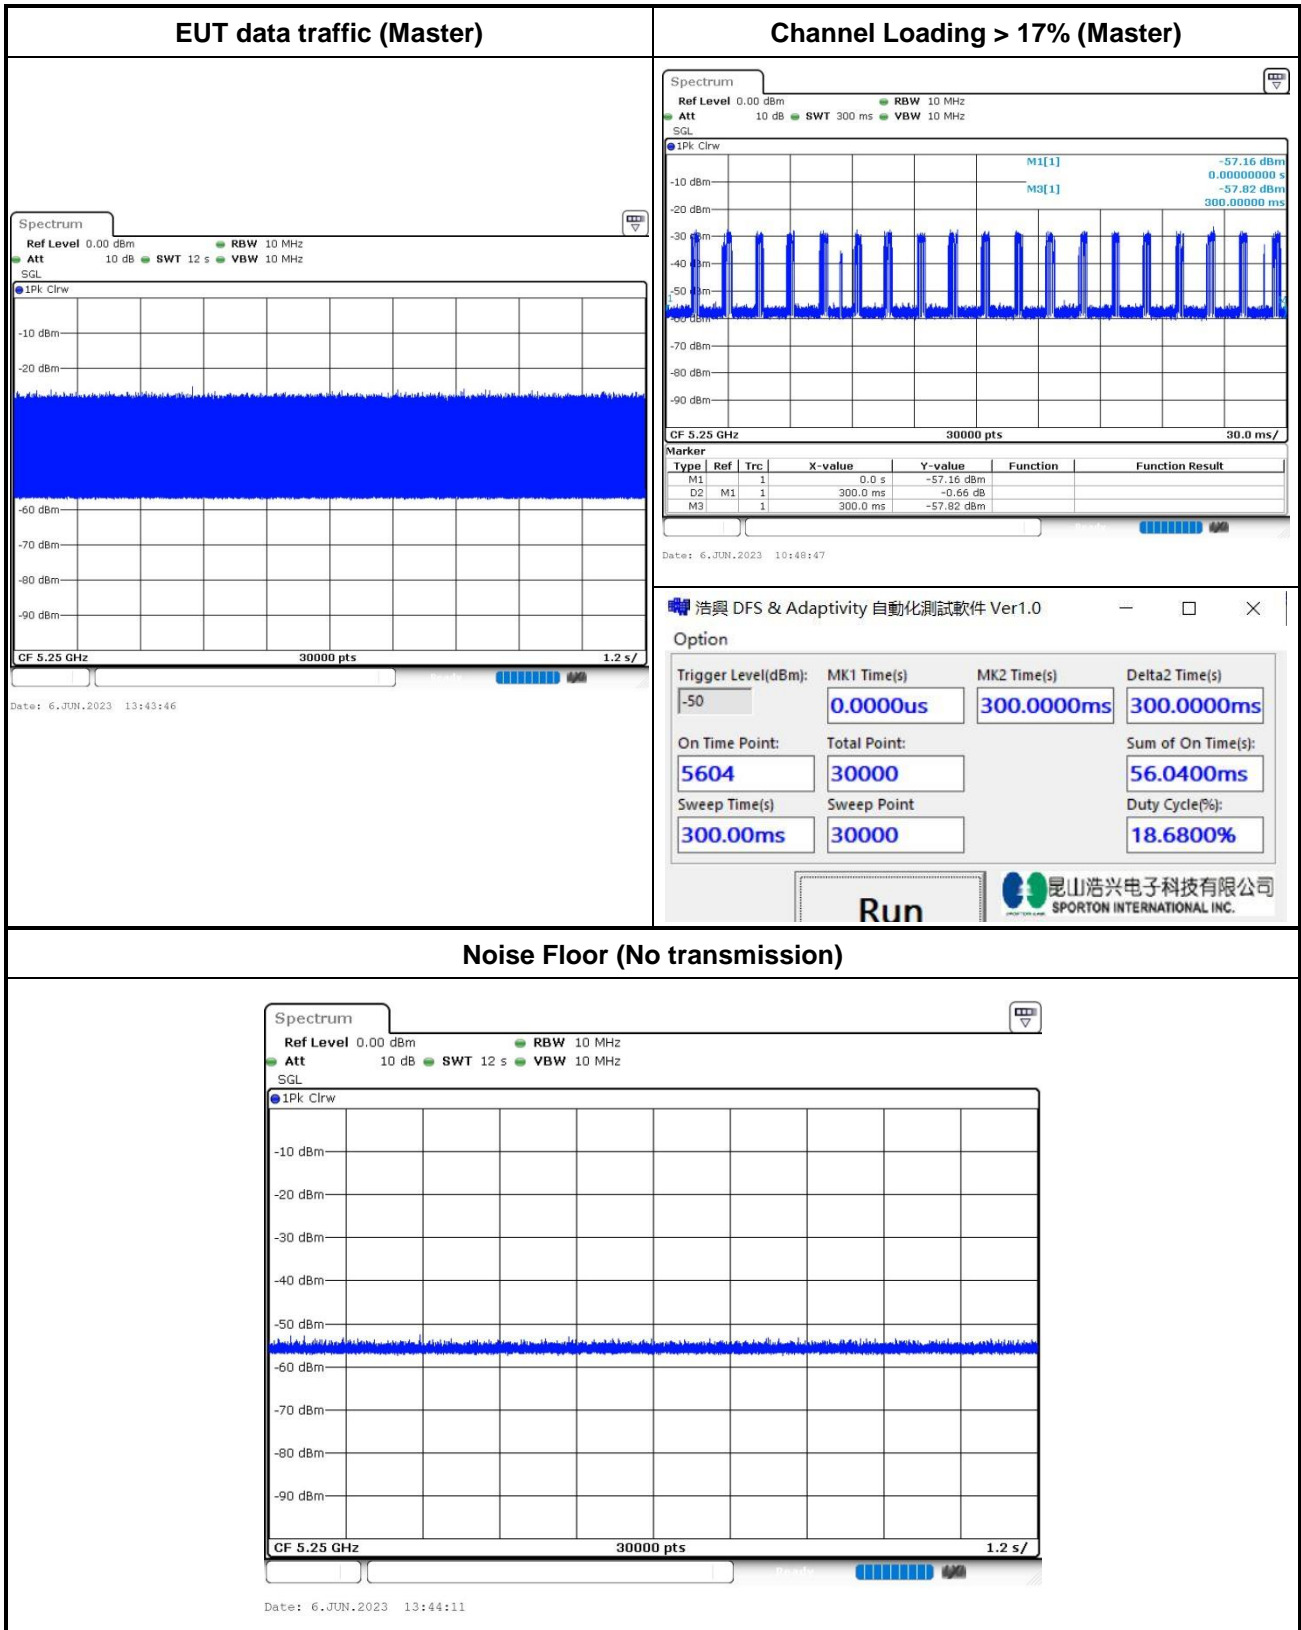 EUT data traffic (Master)
Spectrum
Ref Level 0.00 dBm RBW 10 MHz
Att 10 dB SWT 12 s VBW 10 MHz
SGL
1Pk Clrw
-10 dBm
-20 dBm
-60 dBm
-70 dBm
-80 dBm
-90 dBm
CF 5.25 GHz 30000 pts 1.2 s/
Date: 6.JUN.2023 13:43:46
Channel Loading > 17% (Master)
Spectrum
Ref Level 0.00 dBm RBW 10 MHz
Att 10 dB SWT 300 ms VBW 10 MHz
SGL
1Pk Clrw
M1[1] -57.16 dBm
0.00000000 s
M3[1] -57.82 dBm
300.00000 ms
-10 dBm
-20 dBm
-30 dBm
-40 dBm
-50 dBm
-60 dBm
-70 dBm
-80 dBm
-90 dBm
CF 5.25 GHz 30000 pts 30.0 ms/
Marker
Type Ref Trc X-value Y-value Function Function Result
M1 1 0.0 s -57.16 dBm
D2 M1 1 300.0 ms -0.66 dB
M3 1 300.0 ms -57.82 dBm
Date: 6.JUN.2023 10:48:47
浩興 DFS & Adaptivity 自動化測試軟件 Ver1.0
Option
Trigger Level(dBm): MK1 Time(s) MK2 Time(s) Delta2 Time(s)
-50 0.0000us 300.0000ms 300.0000ms
On Time Point: Total Point: Sum of On Time(s):
5604 30000 56.0400ms
Sweep Time(s) Sweep Point Duty Cycle(%):
300.00ms 30000 18.6800%
Run
昆山浩兴电子科技有限公司
SPORTON INTERNATIONAL INC.
Noise Floor (No transmission)
Spectrum
Ref Level 0.00 dBm RBW 10 MHz
Att 10 dB SWT 12 s VBW 10 MHz
SGL
1Pk Clrw
-10 dBm
-20 dBm
-30 dBm
-40 dBm
-50 dBm
-60 dBm
-70 dBm
-80 dBm
-90 dBm
CF 5.25 GHz 30000 pts 1.2 s/
Date: 6.JUN.2023 13:44:11